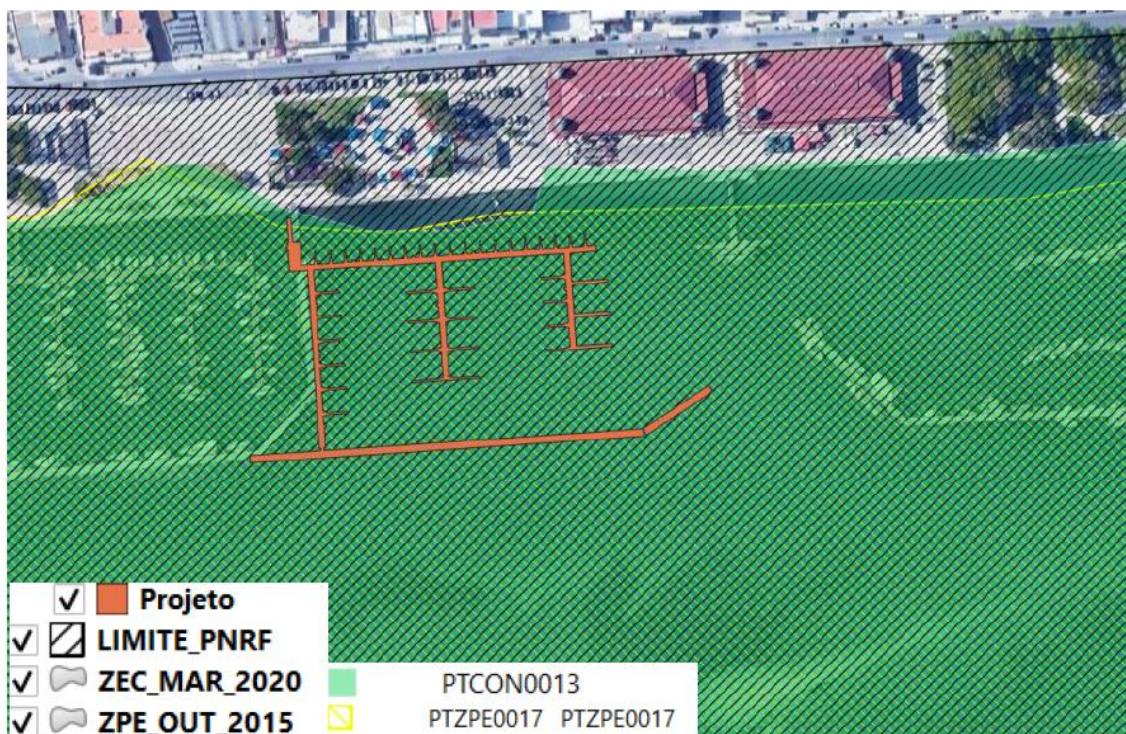 Projeto
LIMITE_PNRF
ZEC_MAR_2020
PTCON0013
ZPE_OUT_2015
PTZPE0017 PTZPE0017